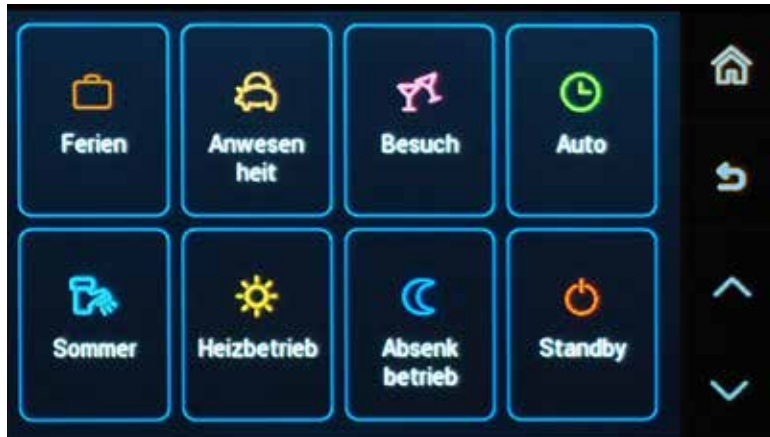 Ferien
Anwesen
heit
Besuch
Auto
Sommer
Heizbetrieb
Absenk
betrieb
Standby